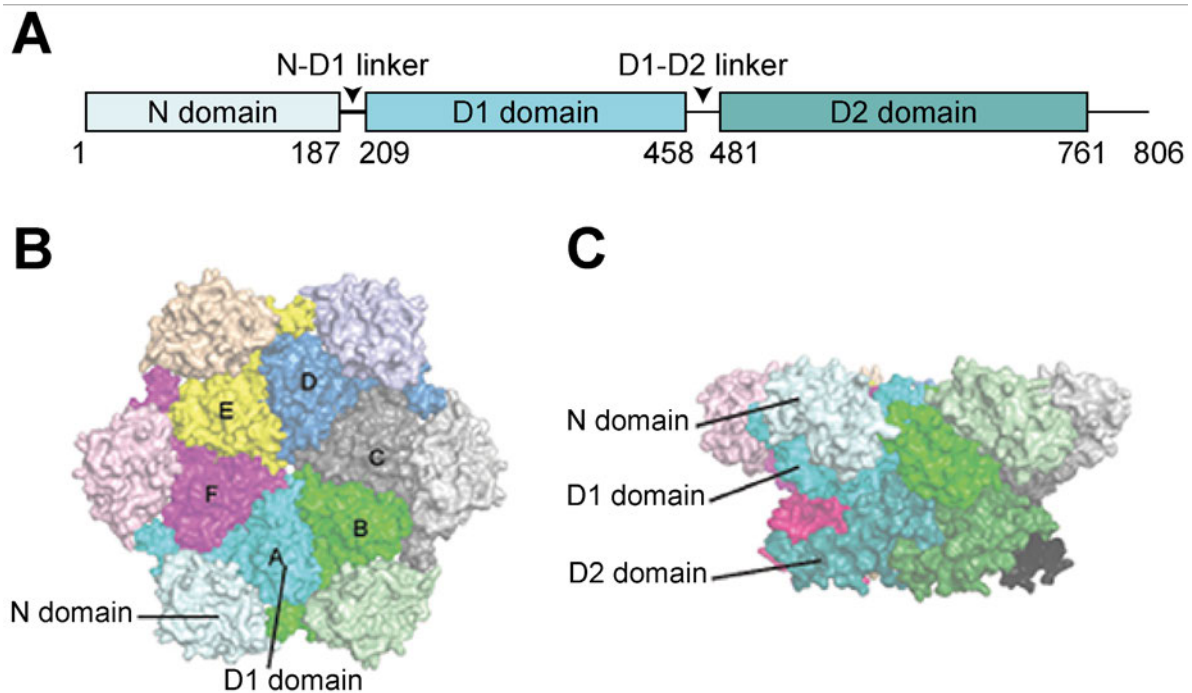 A
N-D1 linker D1-D2 linker
N domain D1 domain D2 domain
1 187 209 458 481 761 806
B
D
E
C
F
B
A
N domain
D1 domain
C
N domain
D1 domain
D2 domain